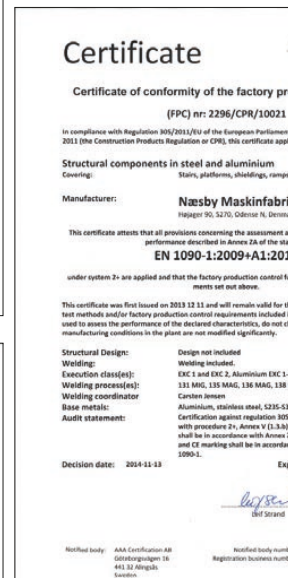 Certificate
Certificate of conformity of the factory pr
(FPC) nr: 2296/CPR/10021
In compliance with Regulation 305/2011/EU of the European Parliamen
2011 (the Construction Products Regulation or CPR), this certificate appl
Structural components in steel and aluminium
Covering: Stairs, platforms, shieldings, ramps
Manufacturer: Næsby Maskinfabri
Højager 90, 5270, Odense N, Denma
This certificate attests that all provisions concerning the assessment a
performance described in Annex ZA of the sta
EN 1090-1:2009+A1:201
under system 2+ are applied and that the factory production control f
ments set out above.
This certificate was first issued on 2013 12 11 and will remain valid for th
test methods and/or factory production control requirements included i
used to assess the performance of the declared characteristics, do not c
manufacturing conditions in the plant are not modified significantly.
Structural Design: Design not included
Welding: Welding included.
Execution class(es): EXC 1 and EXC 2, Aluminium EXC 1-
Welding process(es): 131 MIG, 135 MAG, 136 MAG, 138
Welding coordinator Carsten Jensen
Base metals: Aluminium, stainless steel, S235-S3
Audit statement: Certification against regulation 305
with procedure 2+, Annex V (1.3.b)
shall be in accordance with Annex
and CE marking shall be in accorda
1090-1.
Decision date: 2014-11-13 Exp
Leif Strand
Notified body: AAA Certification AB Notified body numb
Göteborgsvägen 16 Registration business numb
441 32 Alingsås
Sweden